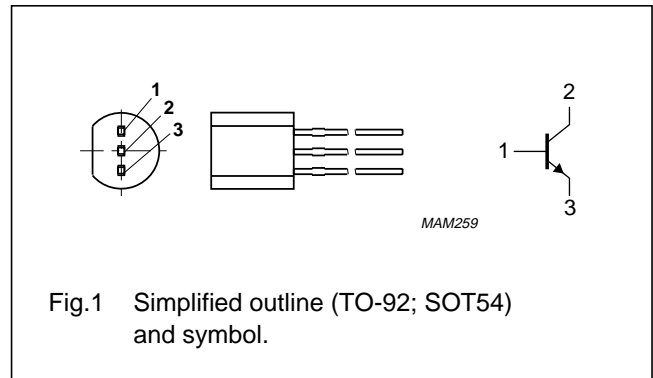 1
2
3
2
1
3
MAM259
Fig.1 Simplified outline (TO-92; SOT54)
and symbol.